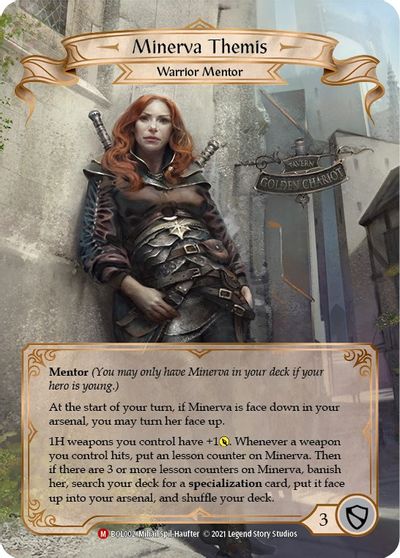 Minerva Themis
Warrior Mentor
TAVERN
GOLDEN CHARIOT
Mentor (You may only have Minerva in your deck if your
hero is young.)
At the start of your turn, if Minerva is face down in your
arsenal, you may turn her face up.
1H weapons you control have +1. Whenever a weapon
you control hits, put an lesson counter on Minerva. Then
if there are 3 or more lesson counters on Minerva, banish
her, search your deck for a specialization card, put it face
up into your arsenal, and shuffle your deck.
3
M BOL002 Mihail Spil-Haufter © 2021 Legend Story Studios